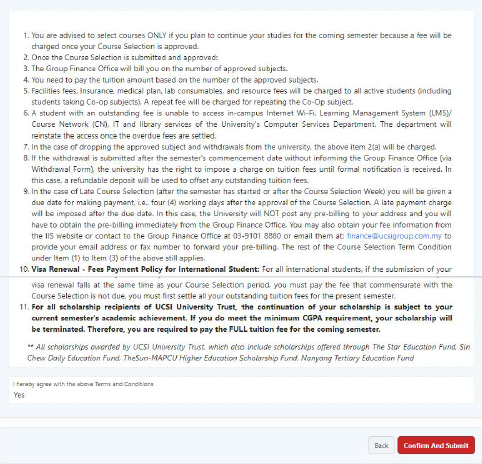 1. You are advised to select courses ONLY if you plan to continue your studies for the coming semester because a fee will be
charged once your Course Selection is approved.
2. Once the Course Selection is submitted and approved:
3. The Group Finance Office will bill you on the number of approved subjects.
4. You need to pay the tuition amount based on the number of the approved subjects.
5. Facilities fees, Insurance, medical plan, lab consumables, and resource fees will be charged to all active students (including
students taking Co-op subjects). A repeat fee will be charged for repeating the Co-Op subject.
6. A student with an outstanding fee is unable to access in-campus Internet Wi-Fi, Learning Management System (LMS)/
Course Network (CN), IT and library services of the University's Computer Services Department. The department will
reinstate the access once the overdue fees are settled.
7. In the case of dropping the approved subject and withdrawals from the university, the above item 2(a) will be charged.
8. If the withdrawal is submitted after the semester's commencement date without informing the Group Finance Office (via
Withdrawal Form), the university has the right to impose a charge on tuition fees until formal notification is received. In
this case, a refundable deposit will be used to offset any outstanding tuition fees.
9. In the case of Late Course Selection (after the semester has started or after the Course Selection Week) you will be given a
due date for making payment, i.e., four (4) working days after the approval of the Course Selection. A late payment charge
will be imposed after the due date. In this case, the University will NOT post any pre-billing to your address and you will
have to obtain the pre-billing immediately from the Group Finance Office. You may also obtain your fee information from
the IIS website or contact to the Group Finance Office at 03-9101 8880 or email them at: finance@ucsigroup.com.my to
provide your email address or fax number to forward your pre-billing. The rest of the Course Selection Term Condition
under Item (1) to Item (3) of the above still applies.
10. Visa Renewal - Fees Payment Policy for International Student: For all international students, if the submission of your
visa renewal falls at the same time as your Course Selection period, you must pay the fee that commensurate with the
Course Selection is not due, you must first settle all your outstanding tuition fees for the present semester.
11. For all scholarship recipients of UCSI University Trust, the continuation of your scholarship is subject to your
current semester's academic achievement. If you do meet the minimum CGPA requirement, your scholarship will
be terminated. Therefore, you are required to pay the FULL tuition fee for the coming semester.
** All scholarships awarded by UCSI University Trust, which also include scholarships offered through The Star Education Fund, Sin
Chew Daily Education Fund, TheSun-MAPCU Higher Education Scholarship Fund, Nanyang Tertiary Education Fund
I hereby agree with the above Terms and Conditions
Yes
Back
Confirm And Submit